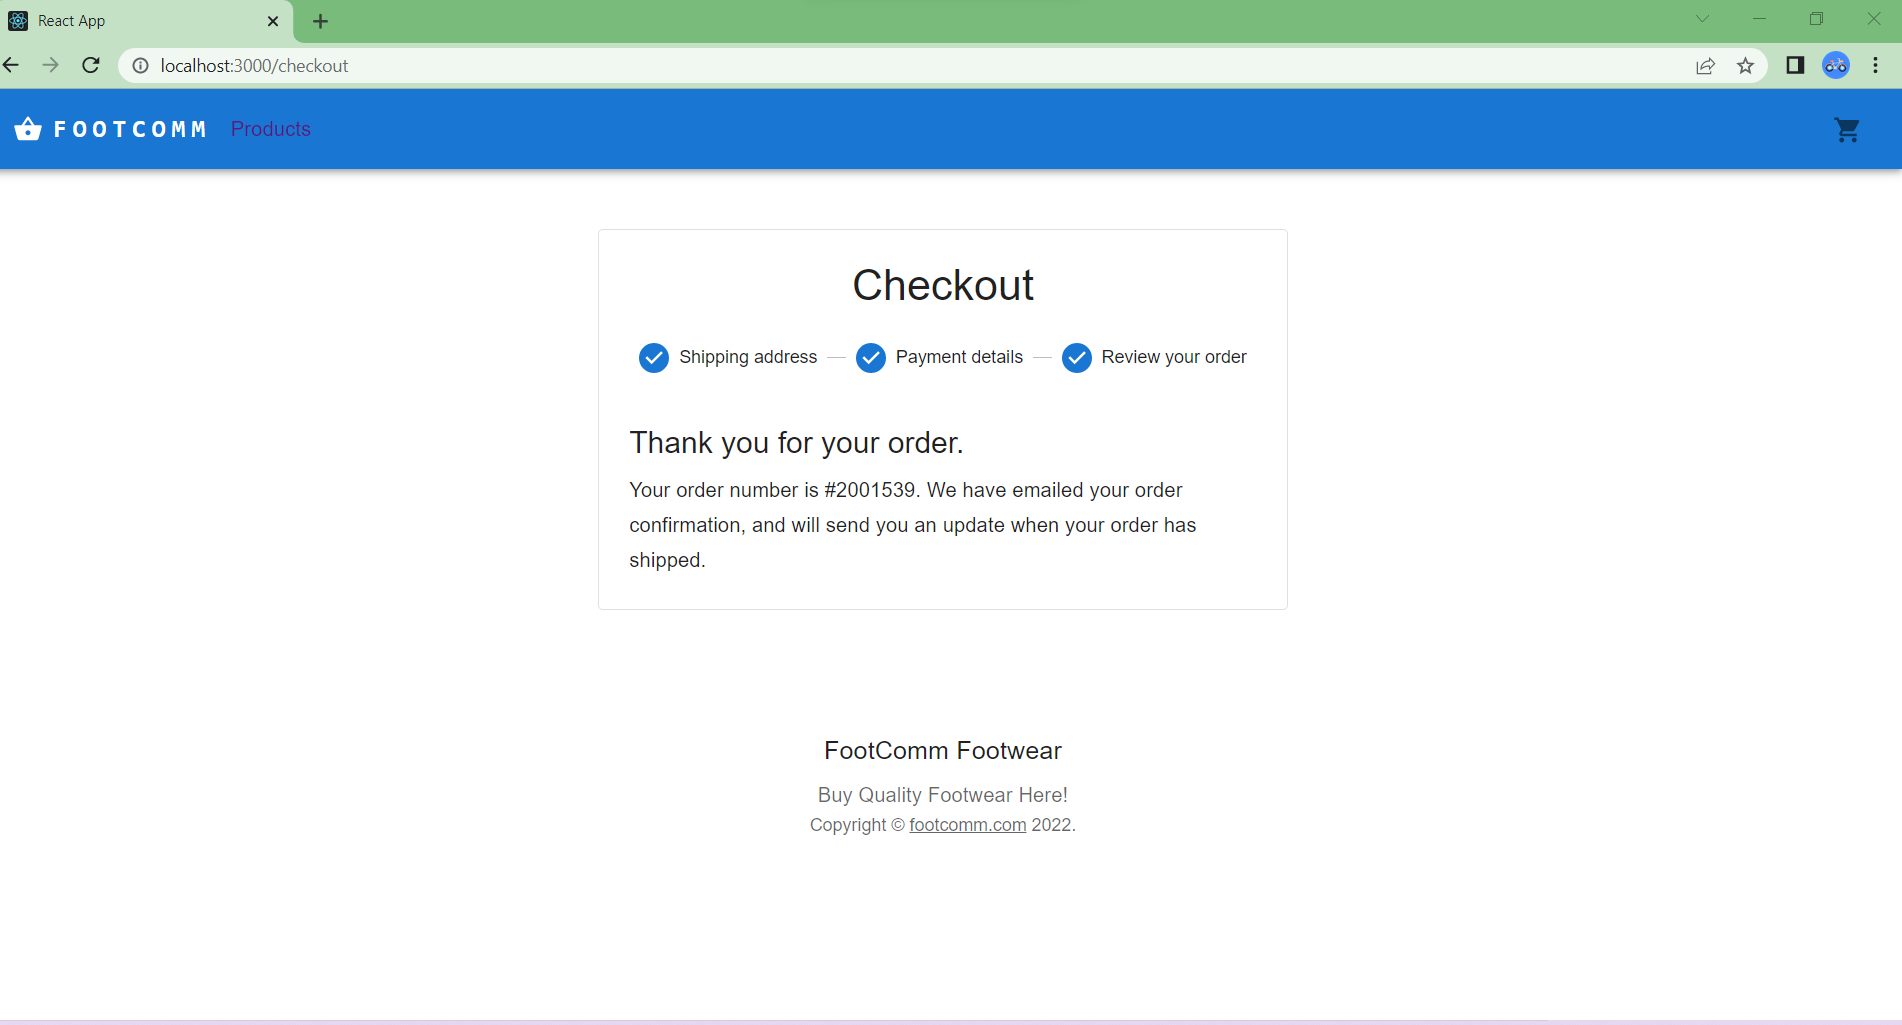 React App
localhost:3000/checkout
FOOTCOMM Products
Checkout
Shipping address Payment details Review your order
Thank you for your order.
Your order number is #2001539. We have emailed your order
confirmation, and will send you an update when your order has
shipped.
FootComm Footwear
Buy Quality Footwear Here!
Copyright © footcomm.com 2022.